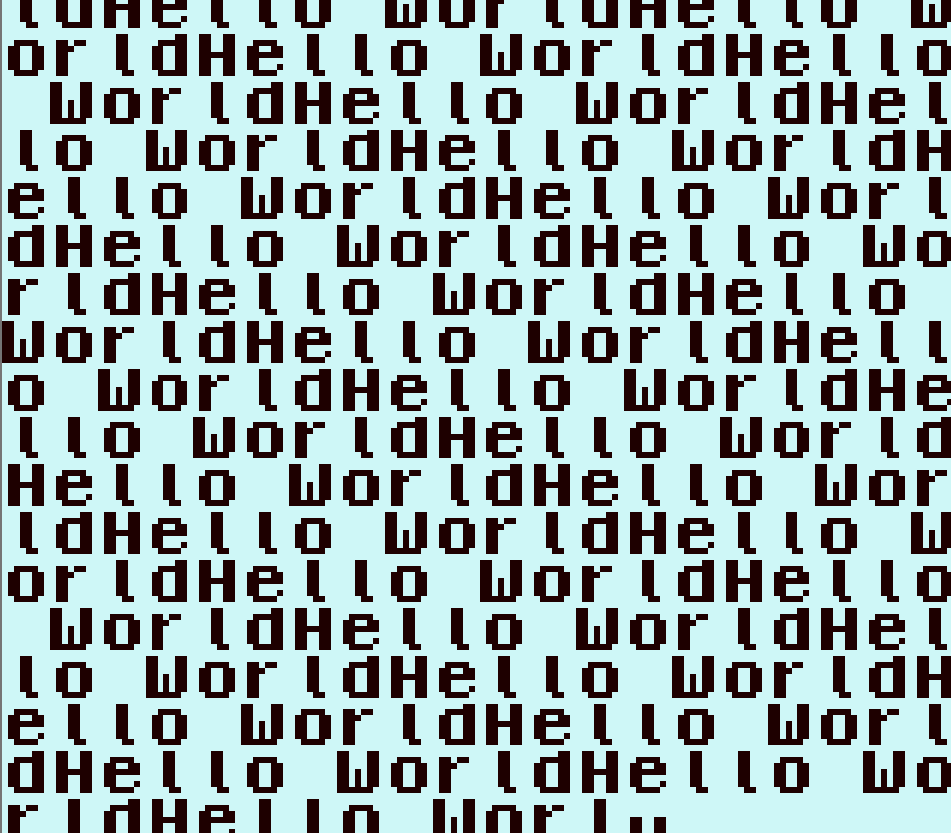 ldHello WorldHello W
orldHello WorldHello
 WorldHello WorldHel
lo WorldHello WorldH
ello WorldHello Worl
dHello WorldHello Wo
rldHello WorldHello
WorldHello WorldHell
o WorldHello WorldHe
llo WorldHello World
Hello WorldHello Wor
ldHello WorldHello W
orldHello WorldHello
 WorldHello WorldHel
lo WorldHello WorldH
ello WorldHello Worl
dHello WorldHello Wo
rldHello Worl